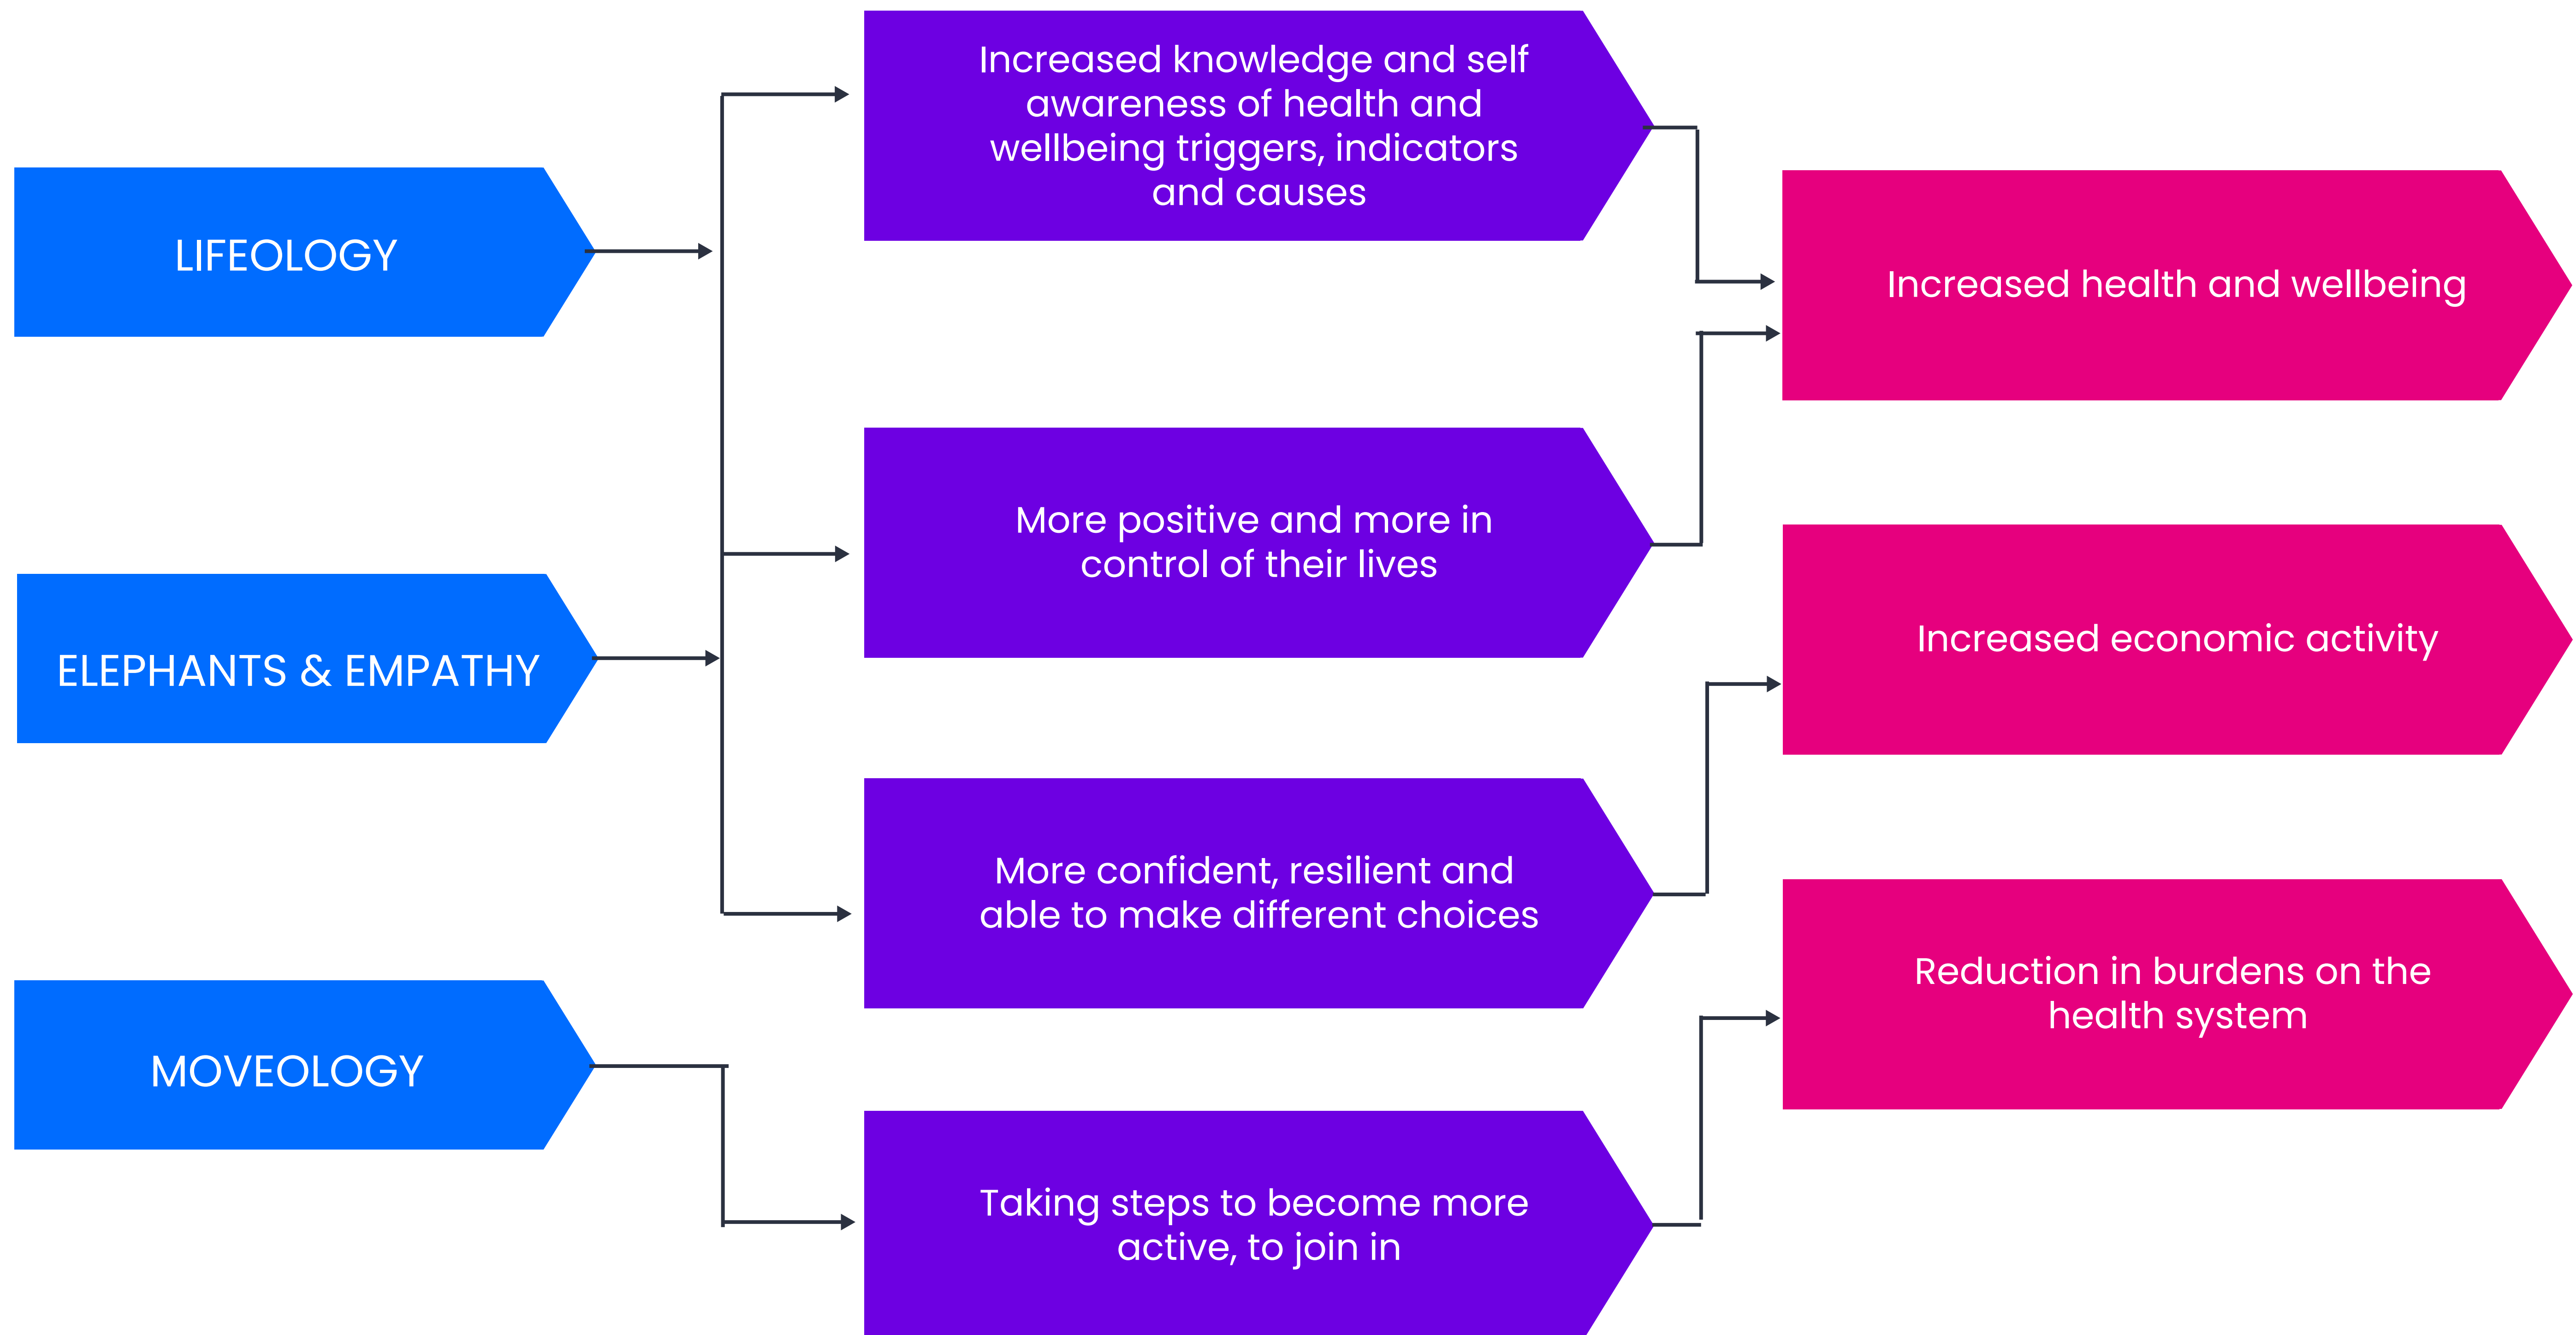 LIFEOLOGY
ELEPHANTS & EMPATHY
MOVEOLOGY
Increased knowledge and self
awareness of health and
wellbeing triggers, indicators
and causes
More positive and more in
control of their lives
More confident, resilient and
able to make different choices
Taking steps to become more
active, to join in
Increased health and wellbeing
Increased economic activity
Reduction in burdens on the
health system